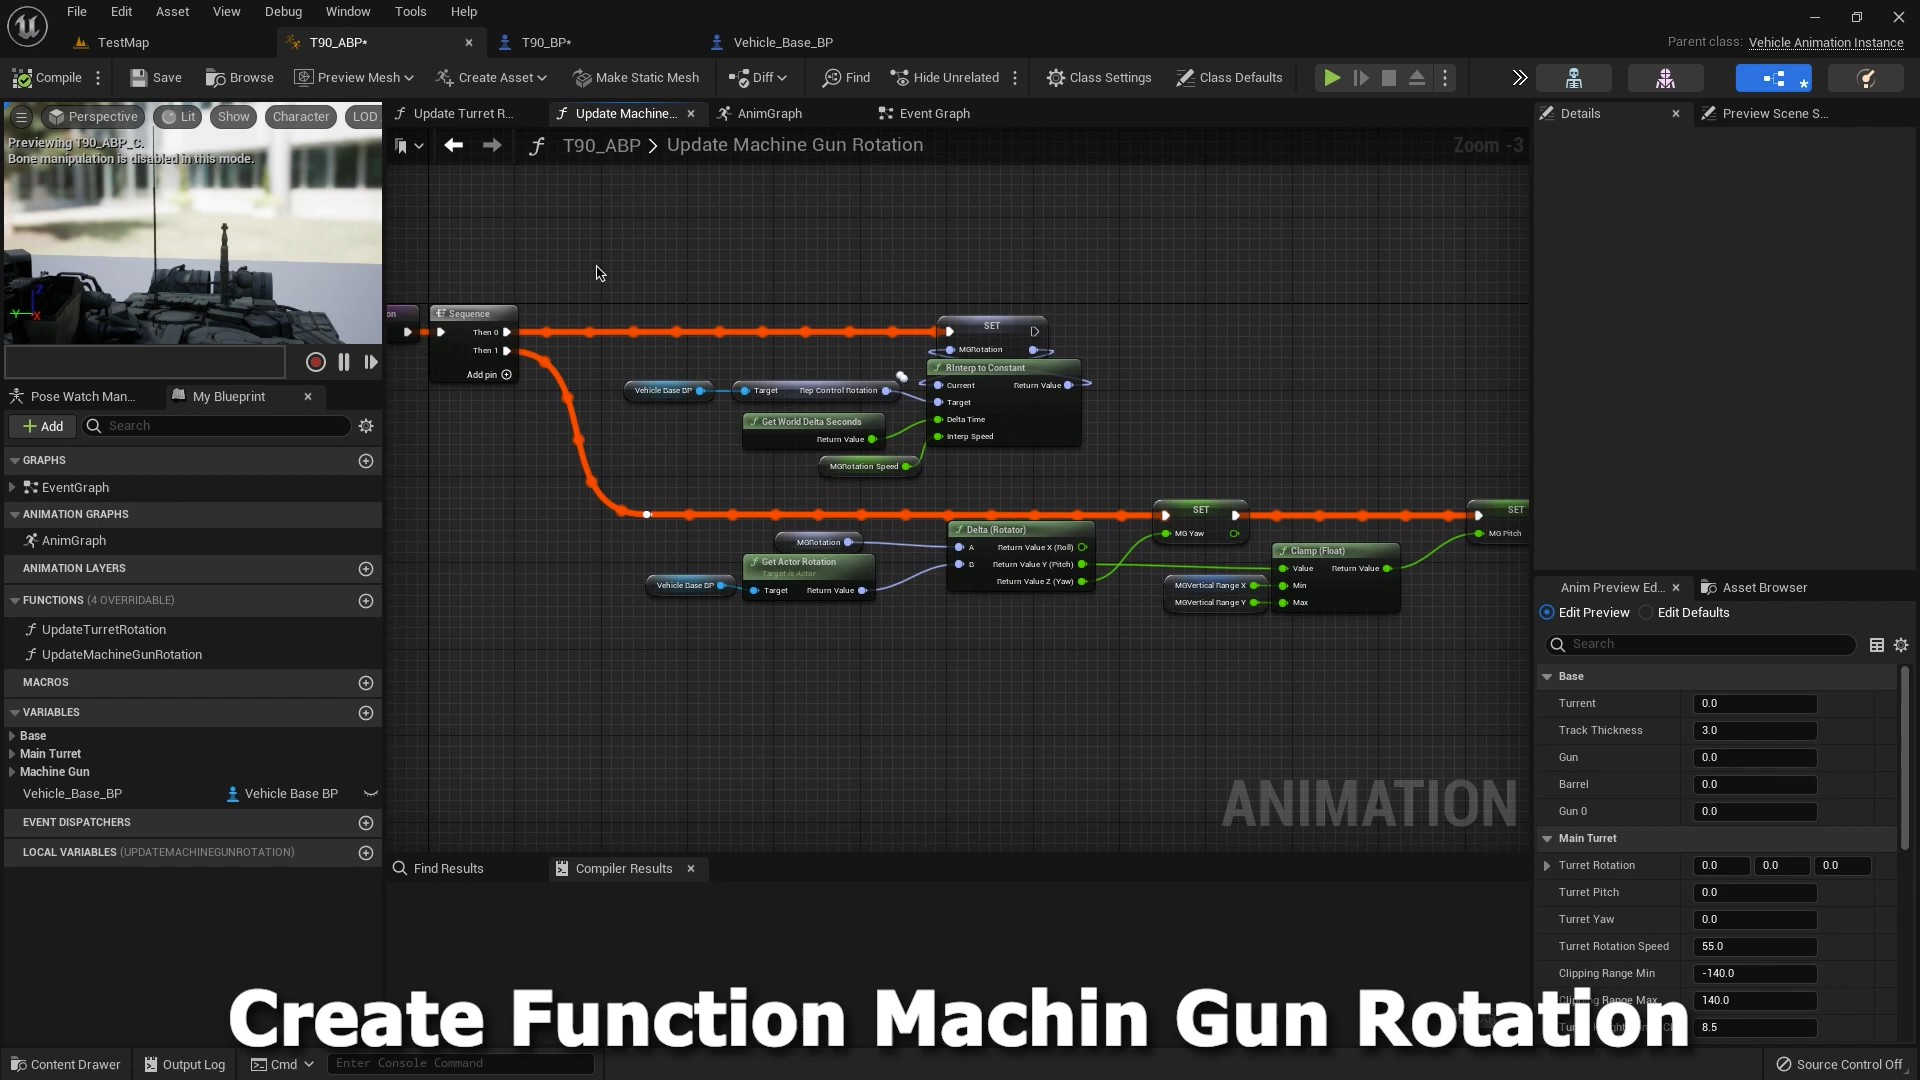 File Edit Asset View Debug Window Tools Help
TestMap T90_ABP* T90_BP* Vehicle_Base_BP
Parent class: Vehicle Animation Instance
Compile Save Browse Preview Mesh Create Asset Make Static Mesh Diff Find Hide Unrelated Class Settings Class Defaults
Perspective Lit Show Character LOD
Previewing T90_ABP_C.
Bone manipulation is disabled in this mode.
Y X Z
Pose Watch Man... My Blueprint
Add Search
GRAPHS
EventGraph
ANIMATION GRAPHS
AnimGraph
ANIMATION LAYERS
FUNCTIONS (4 OVERRIDABLE)
UpdateTurretRotation
UpdateMachineGunRotation
MACROS
VARIABLES
Base
Main Turret
Machine Gun
Vehicle_Base_BP Vehicle Base BP
EVENT DISPATCHERS
LOCAL VARIABLES (UPDATEMACHINEGUNROTATION)
Update Turret R... Update Machine... AnimGraph Event Graph
T90_ABP > Update Machine Gun Rotation
Zoom -3
on
Sequence
Then 0
Then 1
Add pin
SET
MGRotation
RInterp to Constant
Current Return Value
Target
Delta Time
Interp Speed
Vehicle Base BP
Target Rep Control Rotation
Get World Delta Seconds
Return Value
MGRotation Speed
MGRotation
Get Actor Rotation
Target is Actor
Target Return Value
Vehicle Base BP
Delta (Rotator)
A Return Value X (Roll)
B Return Value Y (Pitch)
Return Value Z (Yaw)
SET
MG Yaw
Clamp (Float)
Value Return Value
Min
Max
MGVertical Range X
MGVertical Range Y
SET
MG Pitch
ANIMATION
Find Results Compiler Results
Details Preview Scene S...
Anim Preview Ed... Asset Browser
Edit Preview Edit Defaults
Search
Base
Turrent 0.0
Track Thickness 3.0
Gun 0.0
Barrel 0.0
Gun 0 0.0
Main Turret
Turret Rotation 0.0 0.0 0.0
Turret Pitch 0.0
Turret Yaw 0.0
Turret Rotation Speed 55.0
Clipping Range Min -140.0
Clipping Range Max 140.0
8.5
Create Function Machin Gun Rotation
Content Drawer Output Log Cmd Enter Console Command Source Control Off